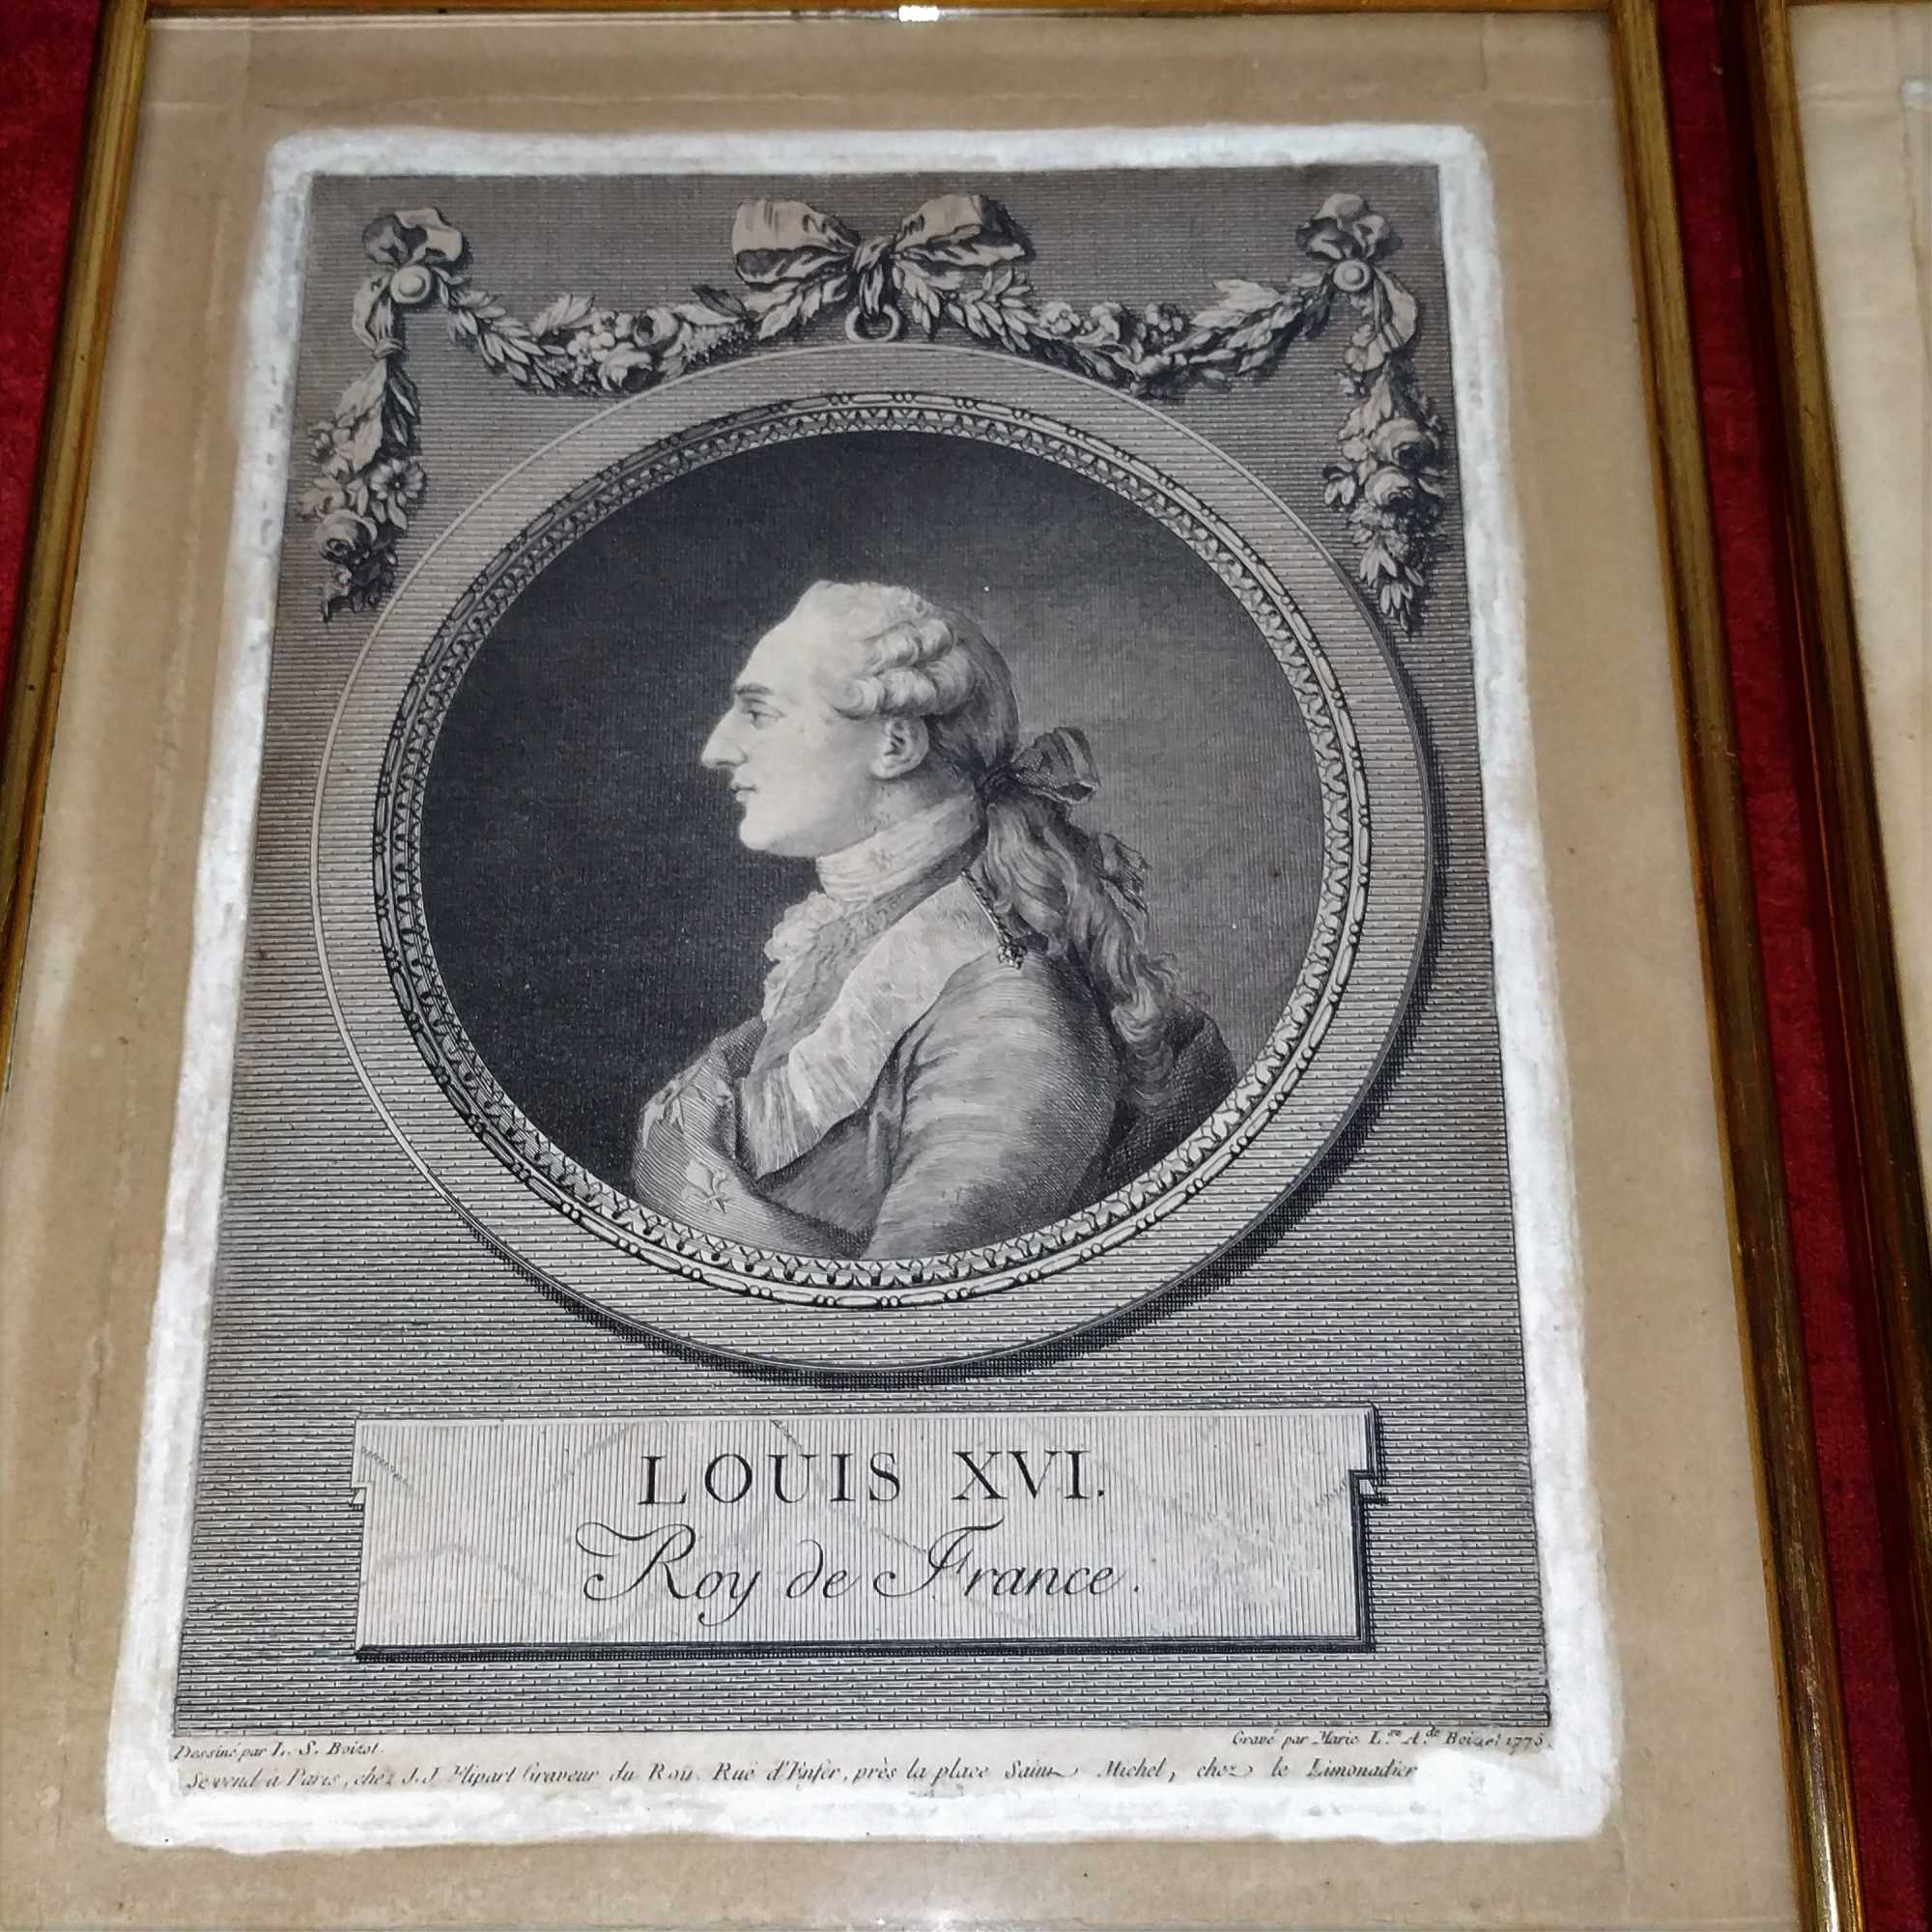 LOUIS XVI.
Roy de France.
Dessiné par L. S. Boizot.
Gravé par Marie L.se A.de Boizot 1775.
Se vend à Paris, chez J. J. Flipart Graveur du Roi. Ruë d'Enfer, près la place Saint Michel, chez le Limonadier